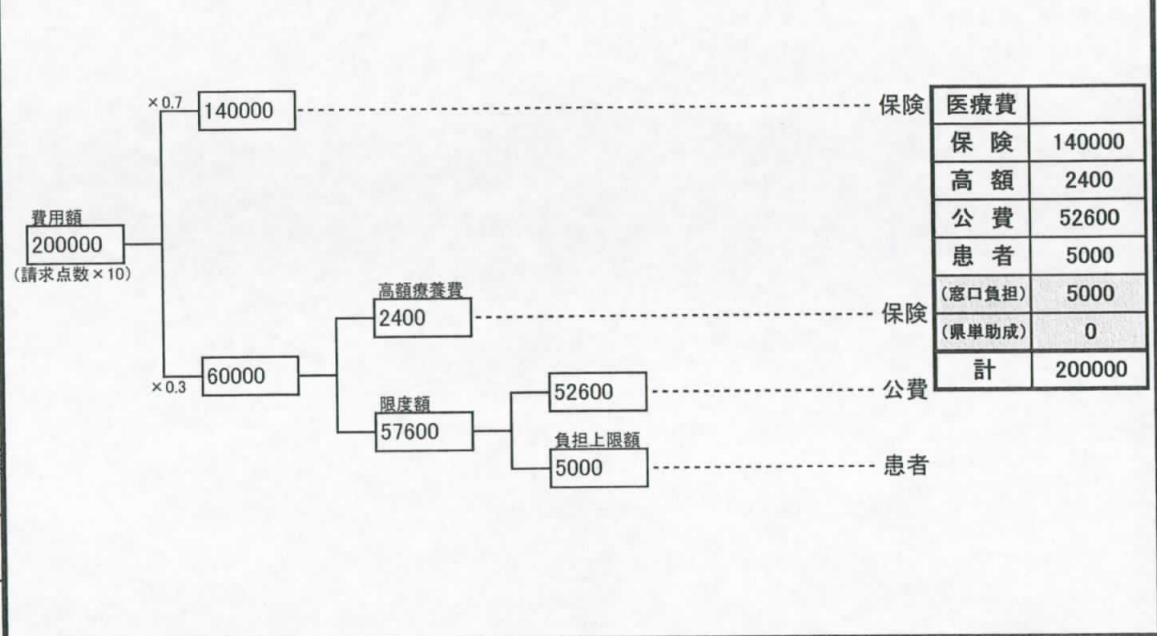 ×0.7
140000
保険
費用額
200000
(請求点数×10)
高額療養費
2400
保険
×0.3
60000
52600
公費
限度額
57600
負担上限額
5000
患者
医療費
保 険 140000
高 額 2400
公 費 52600
患 者 5000
(窓口負担) 5000
(県単助成) 0
計 200000